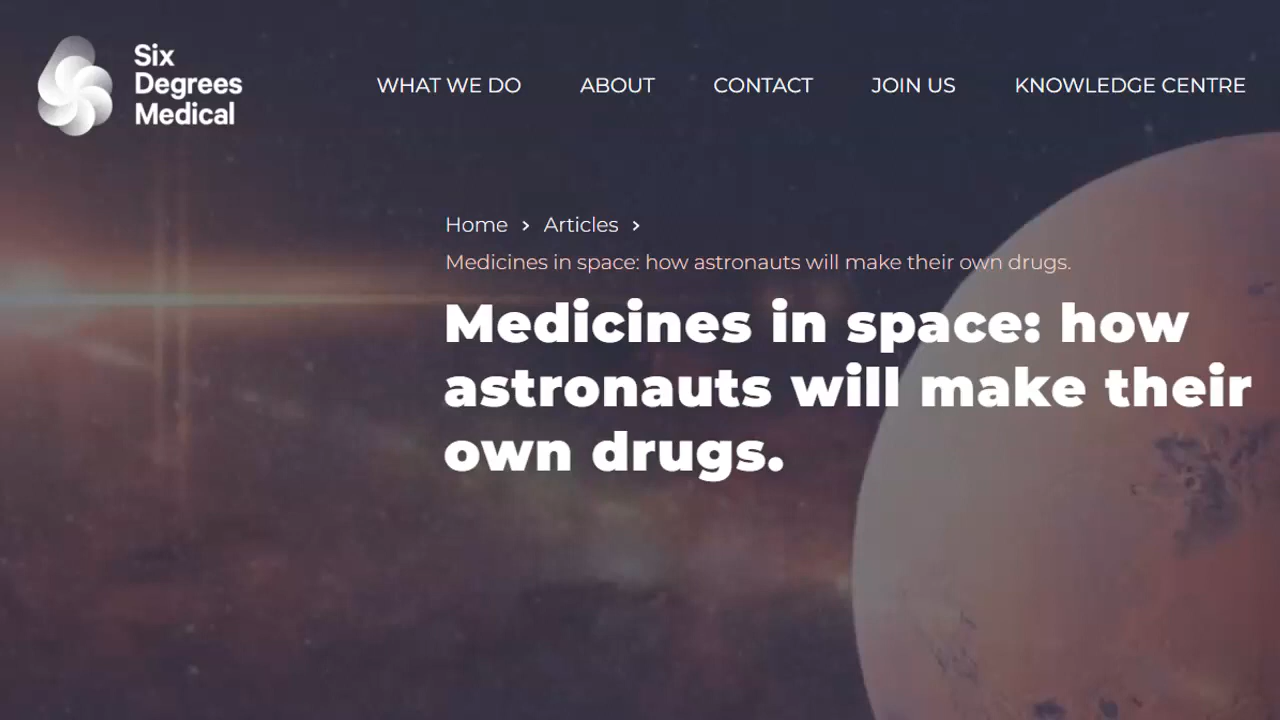 Six
Degrees
Medical
WHAT WE DO ABOUT CONTACT JOIN US KNOWLEDGE CENTRE
Home > Articles >
Medicines in space: how astronauts will make their own drugs.
Medicines in space: how
astronauts will make their
own drugs.